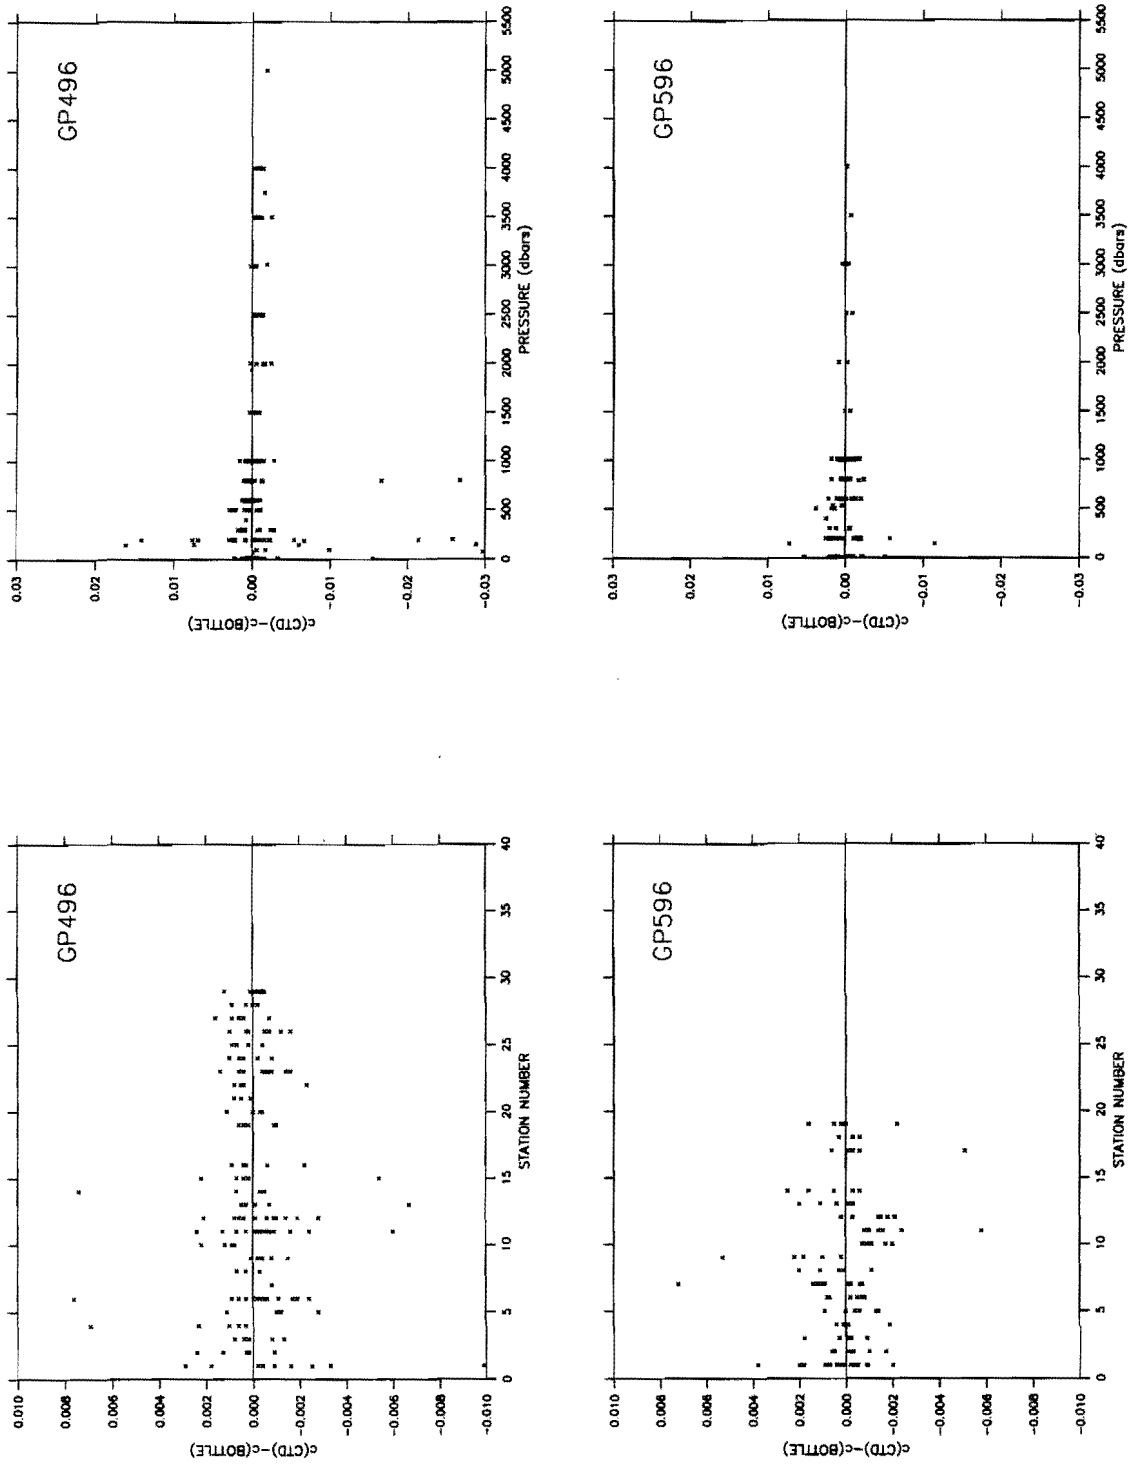 GP496
c(CTD)-c(BOTTLE)
0.010
0.008
0.006
0.004
0.002
0.000
-0.002
-0.004
-0.006
-0.008
-0.010
0 5 10 15 20 25 30 35 40
STATION NUMBER
GP496
c(CTD)-c(BOTTLE)
0.03
0.02
0.01
0.00
-0.01
-0.02
-0.03
0 500 1000 1500 2000 2500 3000 3500 4000 4500 5000 5500
PRESSURE (dbars)
GP596
c(CTD)-c(BOTTLE)
0.010
0.008
0.006
0.004
0.002
0.000
-0.002
-0.004
-0.006
-0.008
-0.010
0 5 10 15 20 25 30 35 40
STATION NUMBER
GP596
c(CTD)-c(BOTTLE)
0.03
0.02
0.01
0.00
-0.01
-0.02
-0.03
0 500 1000 1500 2000 2500 3000 3500 4000 4500 5000 5500
PRESSURE (dbars)